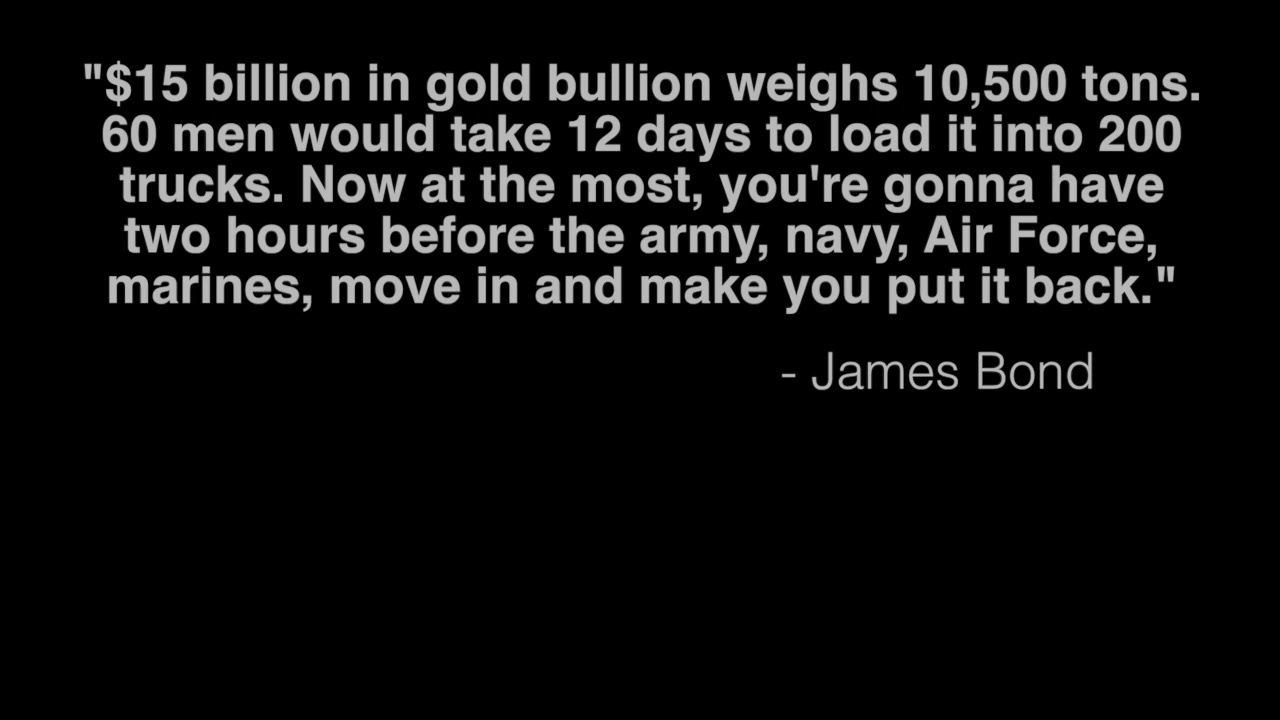 "$15 billion in gold bullion weighs 10,500 tons.
60 men would take 12 days to load it into 200
trucks. Now at the most, you're gonna have
two hours before the army, navy, Air Force,
marines, move in and make you put it back."
- James Bond